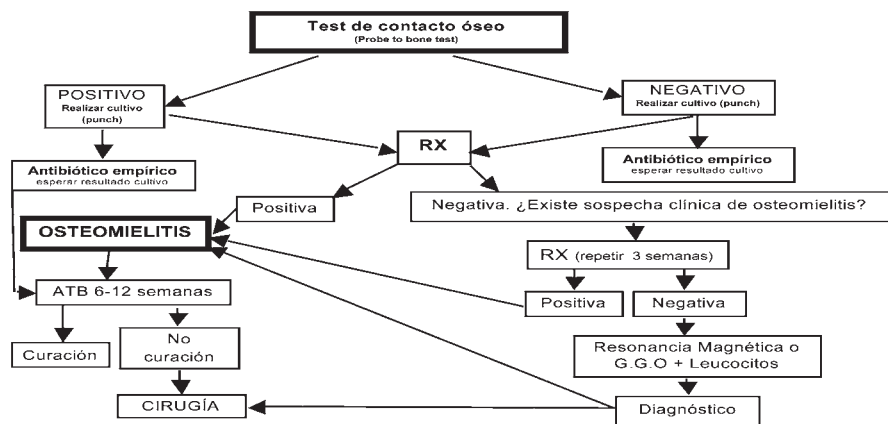 Test de contacto óseo
(Probe to bone test)
POSITIVO
Realizar cultivo
(punch)
NEGATIVO
Realizar cultivo (punch)
RX
Antibiótico empírico
esperar resultado cultivo
Antibiótico empírico
esperar resultado cultivo
Positiva
Negativa. ¿Existe sospecha clínica de osteomielitis?
OSTEOMIELITIS
RX (repetir 3 semanas)
ATB 6-12 semanas
Positiva
Negativa
Curación
No
curación
Resonancia Magnética o
G.G.O + Leucocitos
CIRUGÍA
Diagnóstico